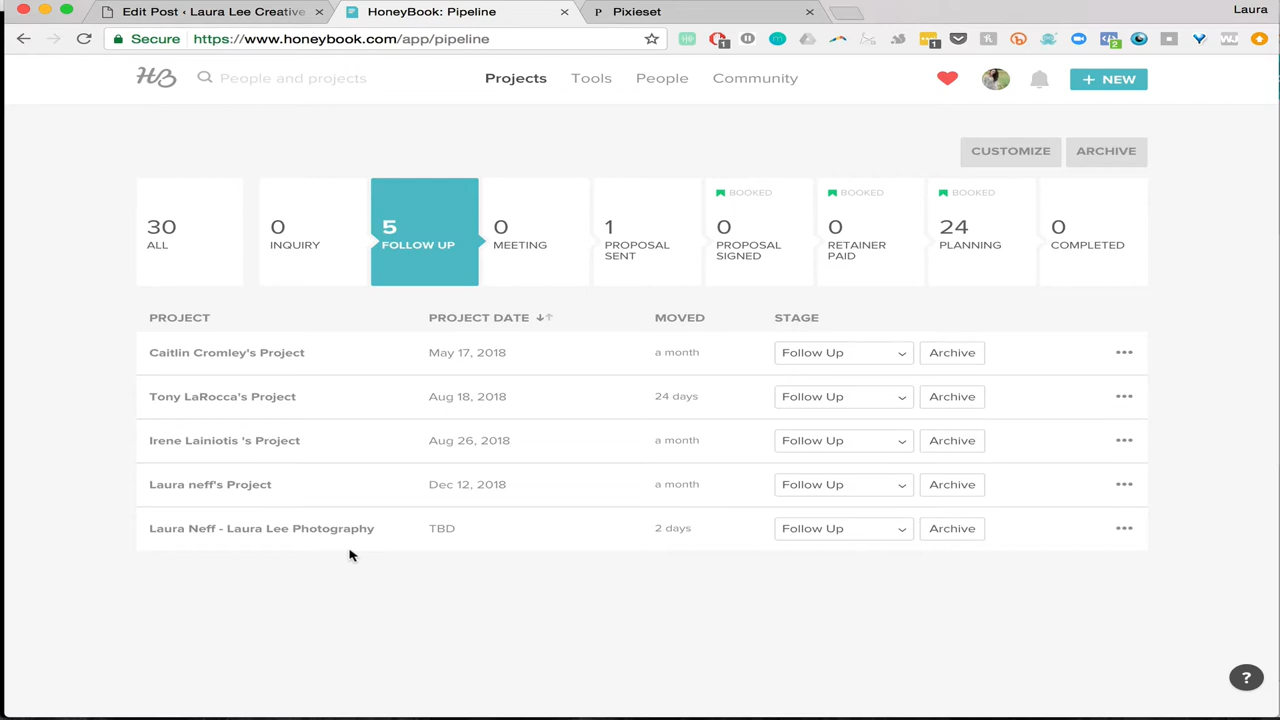 Edit Post ‹ Laura Lee Creative
HoneyBook: Pipeline
Pixieset
Laura
Secure
https://www.honeybook.com/app/pipeline
People and projects
Projects
Tools
People
Community
+ NEW
CUSTOMIZE
ARCHIVE
30
ALL
0
INQUIRY
5
FOLLOW UP
0
MEETING
1
PROPOSAL
SENT
BOOKED
0
PROPOSAL
SIGNED
BOOKED
0
RETAINER
PAID
BOOKED
24
PLANNING
0
COMPLETED
PROJECT PROJECT DATE MOVED STAGE
Caitlin Cromley's Project May 17, 2018 a month Follow Up Archive
Tony LaRocca's Project Aug 18, 2018 24 days Follow Up Archive
Irene Lainiotis 's Project Aug 26, 2018 a month Follow Up Archive
Laura neff's Project Dec 12, 2018 a month Follow Up Archive
Laura Neff - Laura Lee Photography TBD 2 days Follow Up Archive
?